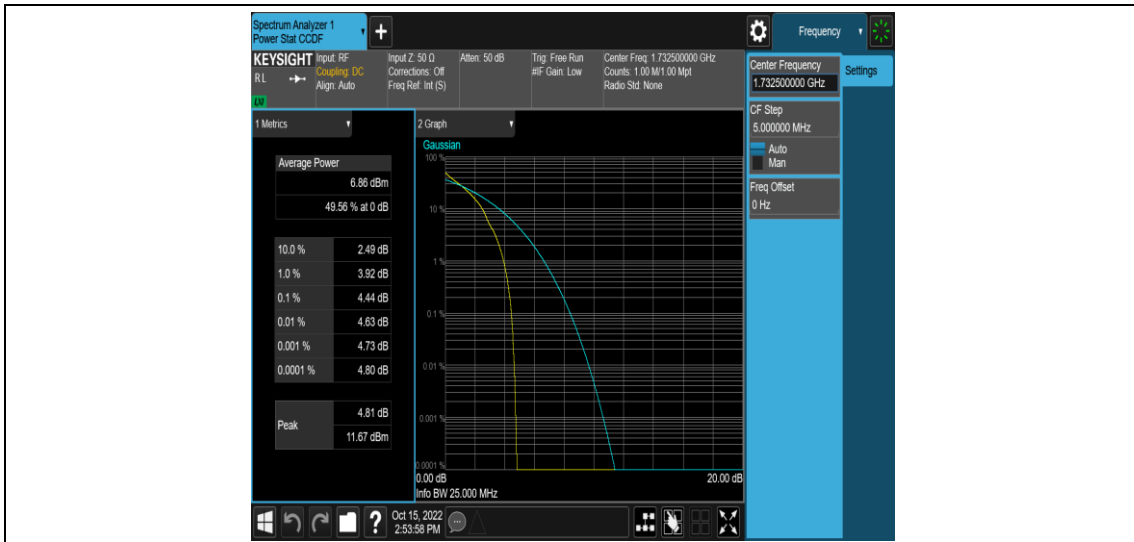 Spectrum Analyzer 1
Power Stat CCDF
+
Frequency
KEYSIGHT
RL
LXI
Input: RF
Coupling: DC
Align: Auto
Input Z: 50 Ω
Corrections: Off
Freq Ref: Int (S)
Atten: 50 dB
Trig: Free Run
#IF Gain: Low
Center Freq: 1.732500000 GHz
Counts: 1.00 M/1.00 Mpt
Radio Std: None
Center Frequency
1.732500000 GHz
Settings
CF Step
5.000000 MHz
Auto
Man
Freq Offset
0 Hz
1 Metrics
Average Power
6.86 dBm
49.56 % at 0 dB
10.0 % 2.49 dB
1.0 % 3.92 dB
0.1 % 4.44 dB
0.01 % 4.63 dB
0.001 % 4.73 dB
0.0001 % 4.80 dB
Peak 4.81 dB
11.67 dBm
2 Graph
Gaussian
100 %
10 %
1 %
0.1 %
0.01 %
0.001 %
0.0001 %
0.00 dB 20.00 dB
Info BW 25.000 MHz
?
Oct 15, 2022
2:53:58 PM